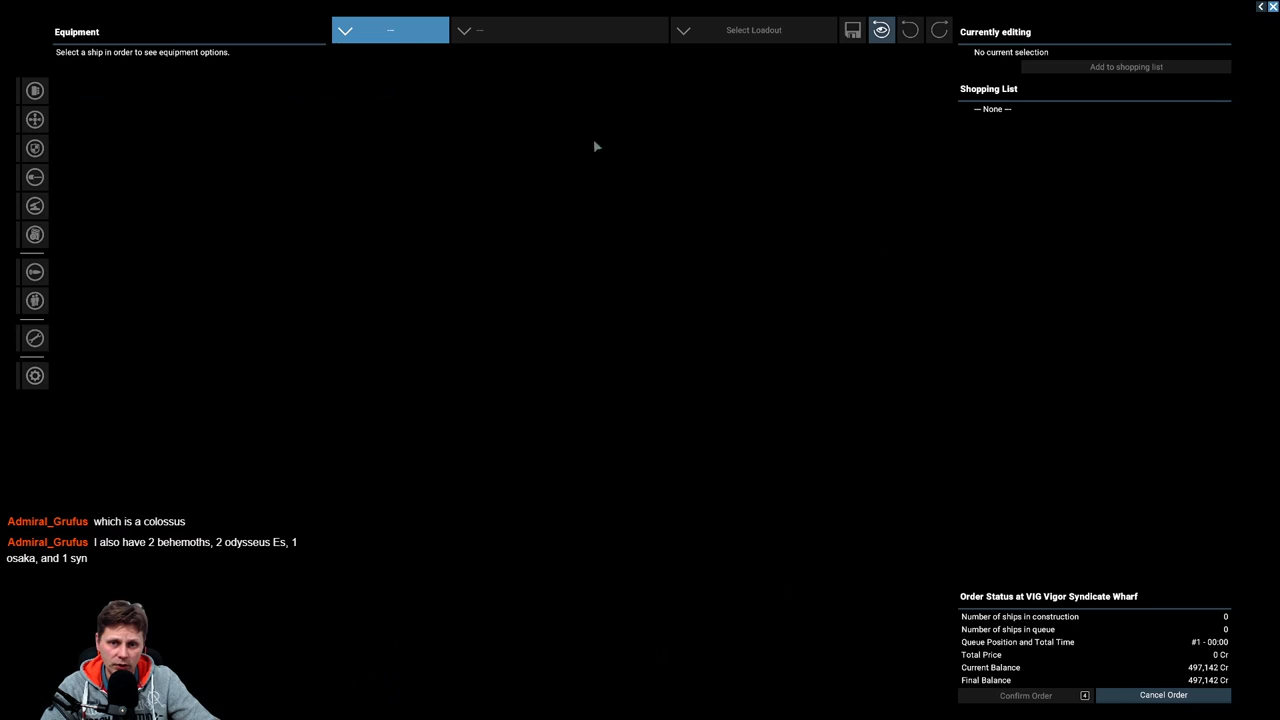 Equipment
Select a ship in order to see equipment options.
—
—
Select Loadout
Currently editing
No current selection
Add to shopping list
Shopping List
— None —
Admiral_Grufus which is a colossus
Admiral_Grufus I also have 2 behemoths, 2 odysseus Es, 1
osaka, and 1 syn
Order Status at VIG Vigor Syndicate Wharf
Number of ships in construction 0
Number of ships in queue 0
Queue Position and Total Time #1 - 00:00
Total Price 0 Cr
Current Balance 497,142 Cr
Final Balance 497,142 Cr
Confirm Order 4
Cancel Order